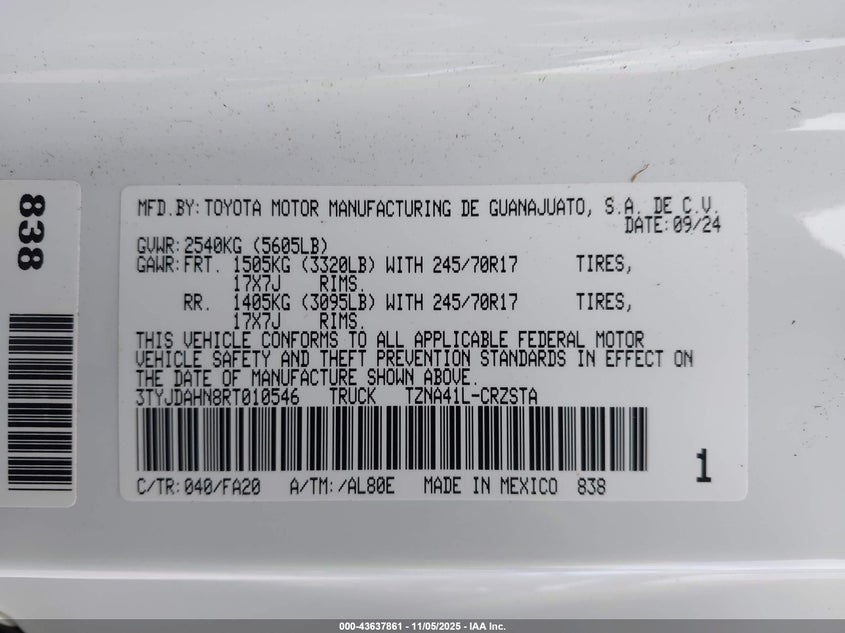 838
MFD.BY:TOYOTA MOTOR MANUFACTURING DE GUANAJUATO, S.A. DE C.V.
DATE:09/24
GVWR:2540KG (5605LB)
GAWR:FRT. 1505KG (3320LB) WITH 245/70R17 TIRES,
17X7J RIMS.
RR. 1405KG (3095LB) WITH 245/70R17 TIRES,
17X7J RIMS.
THIS VEHICLE CONFORMS TO ALL APPLICABLE FEDERAL MOTOR
VEHICLE SAFETY AND THEFT PREVENTION STANDARDS IN EFFECT ON
THE DATE OF MANUFACTURE SHOWN ABOVE.
3TYJDAHN8RT010546 TRUCK TZNA41L-CRZSTA
1
C/TR:040/FA20 A/TM:/AL80E MADE IN MEXICO 838
000-43637861 - 11/05/2025 - IAA Inc.